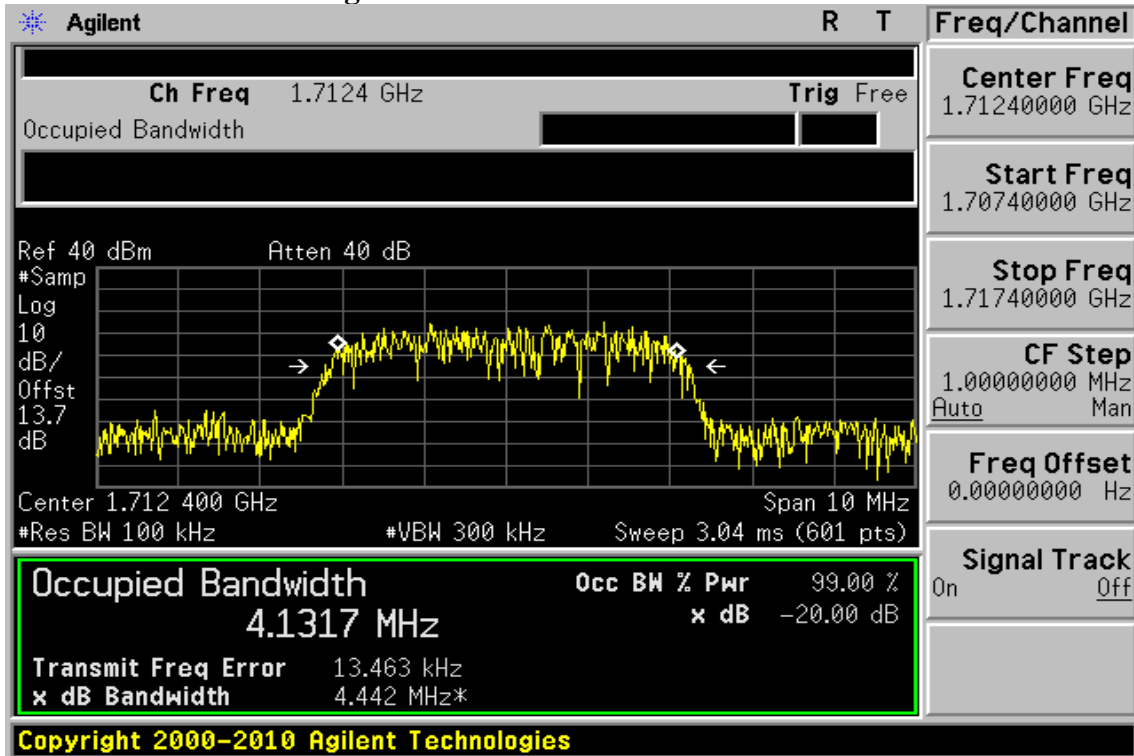 Agilent
R T
Freq/Channel
Ch Freq 1.7124 GHz
Trig Free
Occupied Bandwidth
Center Freq
1.71240000 GHz
Start Freq
1.70740000 GHz
Stop Freq
1.71740000 GHz
CF Step
1.00000000 MHz
Auto Man
Freq Offset
0.00000000 Hz
Signal Track
On Off
Ref 40 dBm
Atten 40 dB
#Samp
Log
10
dB/
Offst
13.7
dB
Center 1.712 400 GHz
Span 10 MHz
#Res BW 100 kHz
#VBW 300 kHz
Sweep 3.04 ms (601 pts)
Occupied Bandwidth
4.1317 MHz
Occ BW % Pwr 99.00 %
x dB -20.00 dB
Transmit Freq Error 13.463 kHz
x dB Bandwidth 4.442 MHz*
Copyright 2000-2010 Agilent Technologies